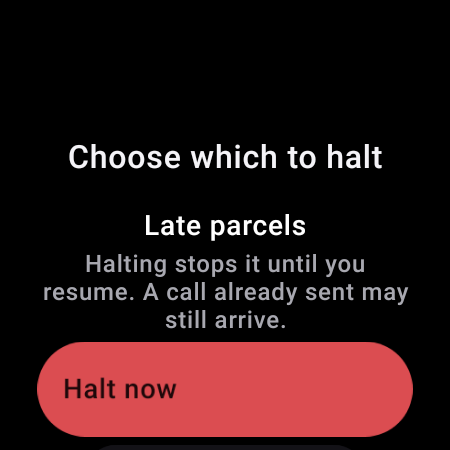 Choose which to halt
Late parcels
Halting stops it until you
resume. A call already sent may
still arrive.
Halt now